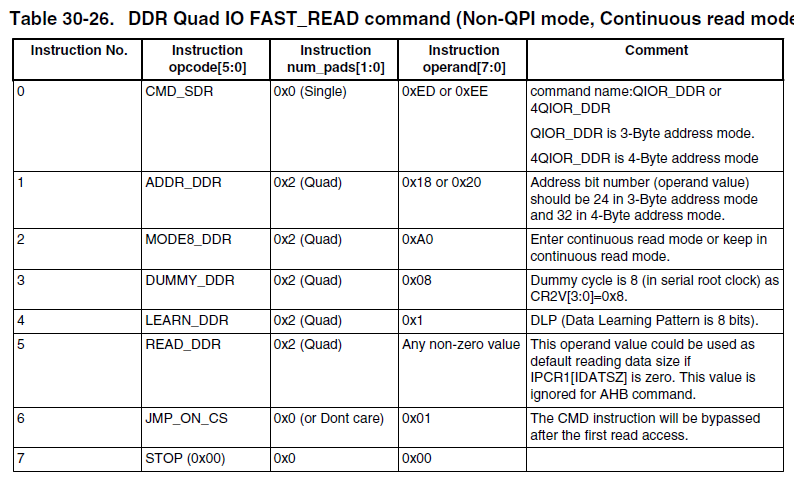 Table 30-26. DDR Quad IO FAST_READ command (Non-QPI mode, Continuous read mode
Instruction No.
Instruction
opcode[5:0]
Instruction
num_pads[1:0]
Instruction
operand[7:0]
Comment
0
CMD_SDR
0x0 (Single)
0xED or 0xEE
command name:QIOR_DDR or
4QIOR_DDR
QIOR_DDR is 3-Byte address mode.
4QIOR_DDR is 4-Byte address mode
1
ADDR_DDR
0x2 (Quad)
0x18 or 0x20
Address bit number (operand value)
should be 24 in 3-Byte address mode
and 32 in 4-Byte address mode.
2
MODE8_DDR
0x2 (Quad)
0xA0
Enter continuous read mode or keep in
continuous read mode.
3
DUMMY_DDR
0x2 (Quad)
0x08
Dummy cycle is 8 (in serial root clock) as
CR2V[3:0]=0x8.
4
LEARN_DDR
0x2 (Quad)
0x1
DLP (Data Learning Pattern is 8 bits).
5
READ_DDR
0x2 (Quad)
Any non-zero value
This operand value could be used as
default reading data size if
IPCR1[IDATSZ] is zero. This value is
ignored for AHB command.
6
JMP_ON_CS
0x0 (or Dont care)
0x01
The CMD instruction will be bypassed
after the first read access.
7
STOP (0x00)
0x0
0x00